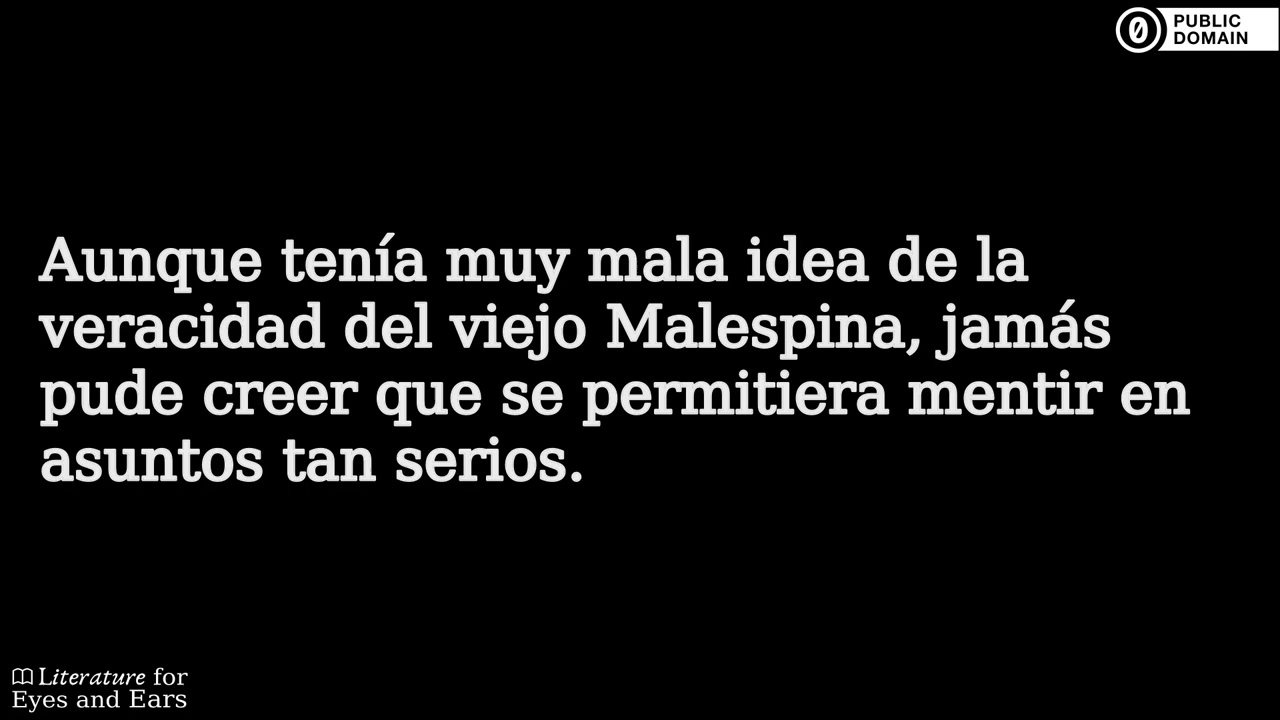 PUBLIC
DOMAIN
Aunque tenía muy mala idea de la
veracidad del viejo Malespina, jamás
pude creer que se permitiera mentir en
asuntos tan serios.
Literature for
Eyes and Ears